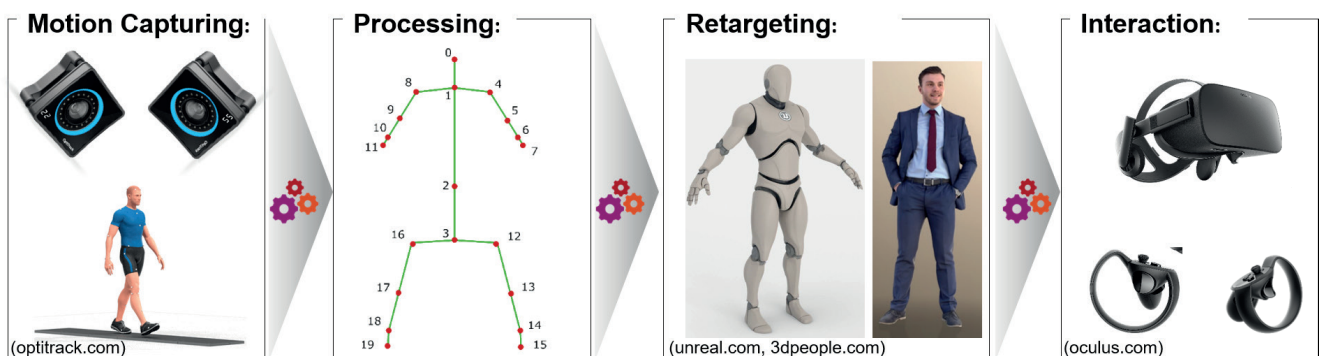 Motion Capturing:
Processing:
Retargeting:
Interaction:
0
8
4
1
9
5
10
6
11
7
2
16
3
12
17
13
18
14
19
15
(optitrack.com)
(unreal.com, 3dpeople.com)
(oculus.com)